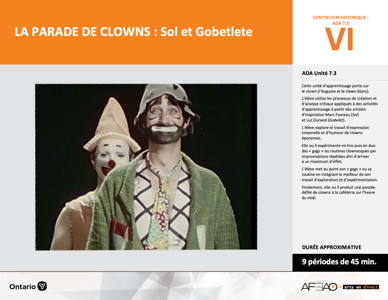 LA PARADE DE CLOWNS : Sol et Gobetlete
CONTINUUM HISTORIQUE :
ADA 7.3
VI
ADA Unité 7.3
Cette unité d'apprentissage porte sur
le clown (l'Auguste et le clown blanc).
L'élève utilise les processus de création et
d'analyse critique appliqués à des activités
d'apprentissage à partir des artistes
d'inspiration Marc Favreau (Sol)
et Luc Durand (Gobelet).
L'élève explore le travail d'expression
corporelle et d'humour de clowns
éponymes.
Elle ou il expérimente en trio puis en duo
des « gags » ou routines clownesques par
improvisations répétées afin d'arriver
à un maximum d'effet.
L'élève met au point son « gags » ou sa
routine en intégrant le meilleur de son
travail d'exploration et d'expérimentation.
Finalement, elle ou il produit une parade-
défilé de clowns à la cafétéria sur l'heure
du midi.
DURÉE APPROXIMATIVE
9 périodes de 45 min.
Ontario
AFEAO
arts en direct